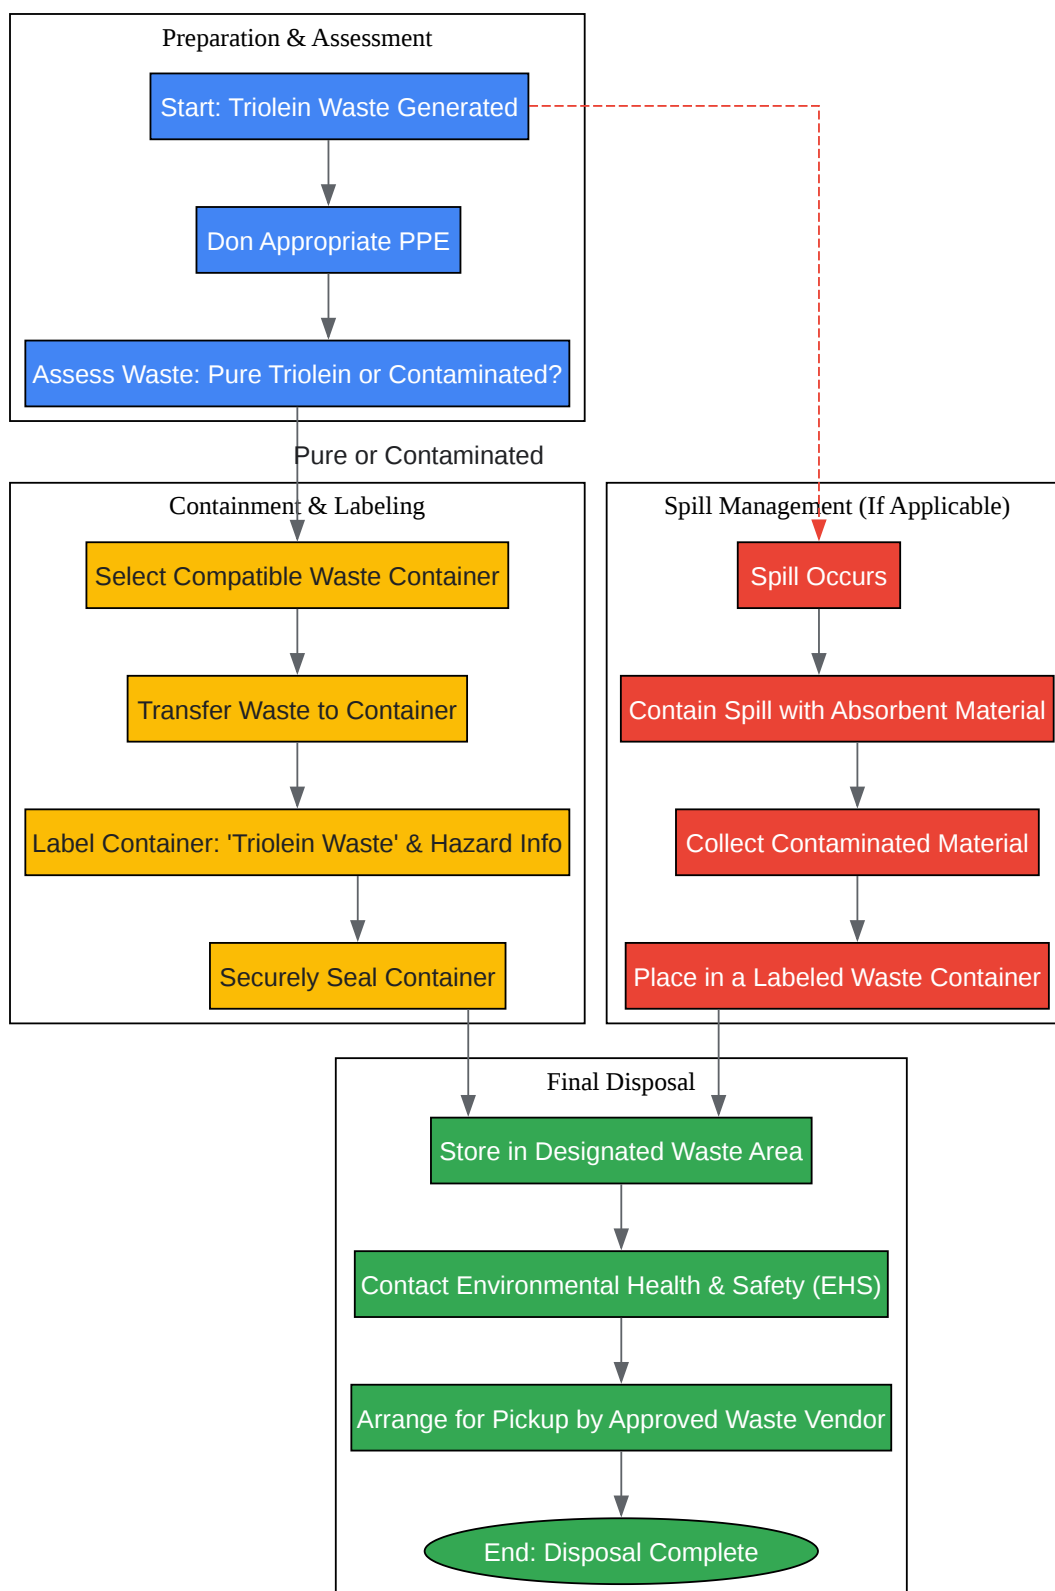 Preparation & Assessment
Start: Triolein Waste Generated
Don Appropriate PPE
Assess Waste: Pure Triolein or Contaminated?
Pure or Contaminated
Containment & Labeling
Select Compatible Waste Container
Transfer Waste to Container
Label Container: 'Triolein Waste' & Hazard Info
Securely Seal Container
Spill Management (If Applicable)
Spill Occurs
Contain Spill with Absorbent Material
Collect Contaminated Material
Place in a Labeled Waste Container
Final Disposal
Store in Designated Waste Area
Contact Environmental Health & Safety (EHS)
Arrange for Pickup by Approved Waste Vendor
End: Disposal Complete